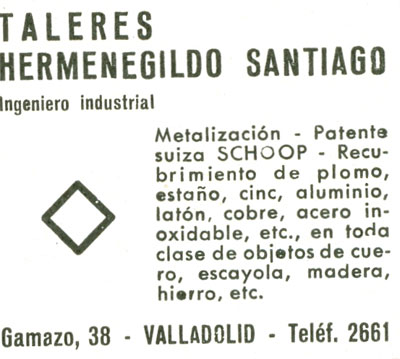 TALERES
HERMENEGILDO SANTIAGO
Ingeniero industrial
Metalización - Patente
suiza SCHOOP - Recu-
brimiento de plomo,
estaño, cinc, aluminio,
latón, cobre, acero in-
oxidable, etc., en toda
clase de objetos de cue-
ro, escayola, madera,
hierro, etc.
Gamazo, 38 - VALLADOLID - Teléf. 2661